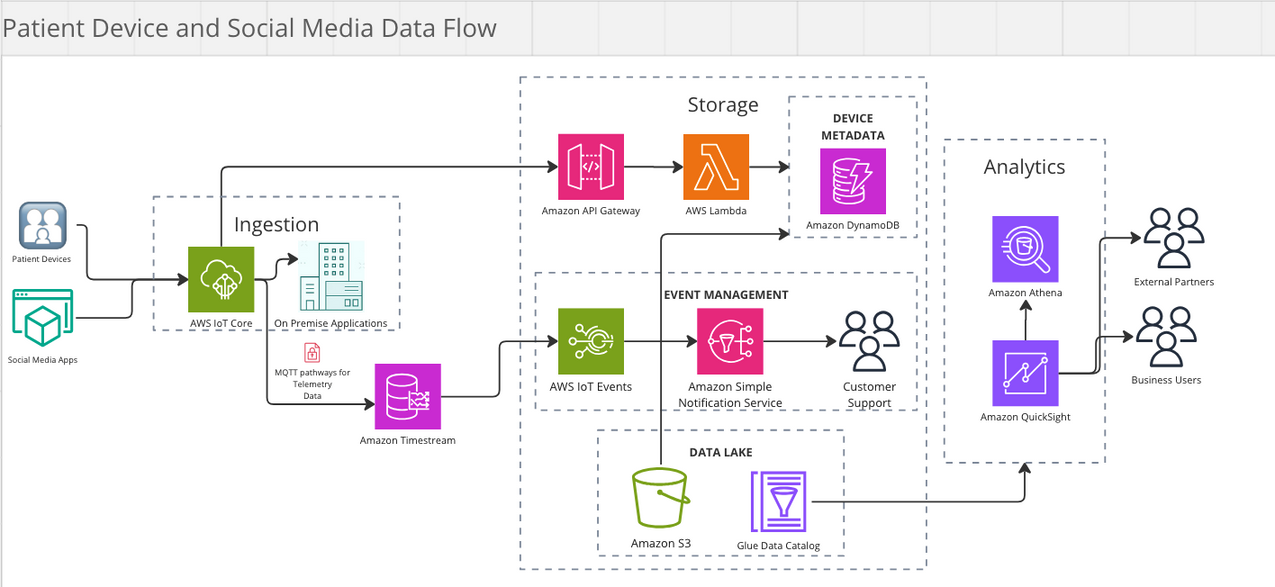 Patient Device and Social Media Data Flow
Storage
DEVICE
METADATA
Amazon API Gateway
AWS Lambda
Amazon DynamoDB
Analytics
Ingestion
Patient Devices
AWS IoT Core
On Premise Applications
Social Media Apps
MQTT pathways for
Telemetry
Data
Amazon Timestream
EVENT MANAGEMENT
AWS IoT Events
Amazon Simple
Notification Service
Customer
Support
Amazon Athena
External Partners
Amazon QuickSight
Business Users
DATA LAKE
Amazon S3
Glue Data Catalog